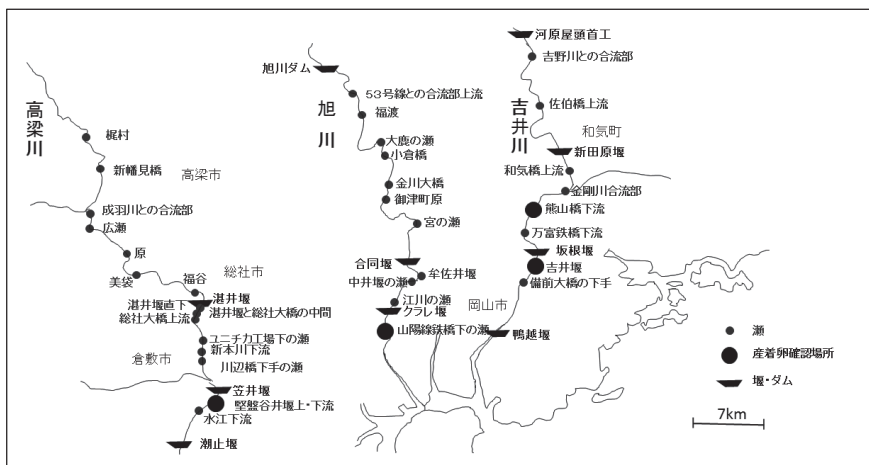 高梁川
梶村
新幡見橋
高梁市
成羽川との合流部
広瀬
原
美袋
福谷
総社市
湛井堰
湛井堰直下
湛井堰と総社大橋の中間
総社大橋上流
ユニチカ工場下の瀬
新本川下流
倉敷市
川辺橋下手の瀬
笠井堰
堅盤谷井堰上・下流
水江下流
潮止堰
旭川
旭川ダム
53号線との合流部上流
福渡
大鹿の瀬
小倉橋
金川大橋
御津町原
宮の瀬
合同堰
牟佐井堰
中井堰の瀬
江川の瀬
クラレ堰
山陽線鉄橋下の瀬
岡山市
吉井川
河原屋頭首工
吉野川との合流部
佐伯橋上流
和気町
新田原堰
和気橋上流
金剛川合流部
熊山橋下流
万富鉄橋下流
坂根堰
吉井堰
備前大橋の下手
鴨越堰
瀬
産着卵確認場所
堰・ダム
7km